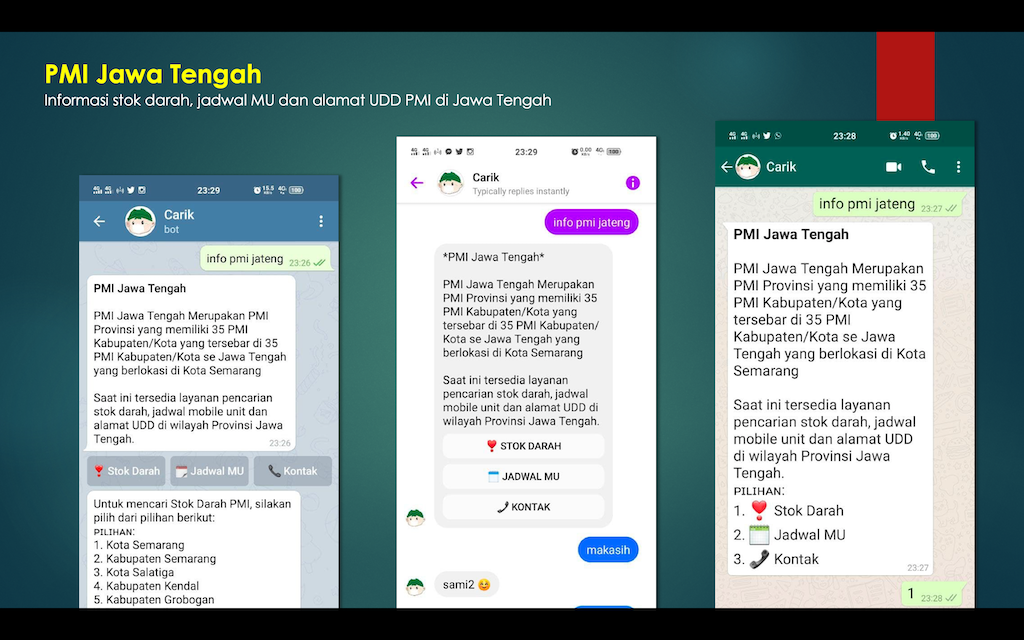 PMI Jawa Tengah
Informasi stok darah, jadwal MU dan alamat UDD PMI di Jawa Tengah
23:29
Carik
bot
info pmi jateng 23:26
PMI Jawa Tengah
PMI Jawa Tengah Merupakan PMI
Provinsi yang memiliki 35 PMI
Kabupaten/Kota yang tersebar di 35
PMI Kabupaten/Kota se Jawa Tengah
yang berlokasi di Kota Semarang
Saat ini tersedia layanan pencarian
stok darah, jadwal mobile unit dan
alamat UDD di wilayah Provinsi Jawa
Tengah.
23:26
Stok Darah
Jadwal MU
Kontak
Untuk mencari Stok Darah PMI, silakan
pilih dari pilihan berikut:
PILIHAN:
1. Kota Semarang
2. Kabupaten Semarang
3. Kota Salatiga
4. Kabupaten Kendal
5. Kabupaten Grobogan
23:29
Carik
Typically replies instantly
info pmi jateng
*PMI Jawa Tengah*
PMI Jawa Tengah Merupakan
PMI Provinsi yang memiliki 35
PMI Kabupaten/Kota yang
tersebar di 35 PMI Kabupaten/
Kota se Jawa Tengah yang
berlokasi di Kota Semarang
Saat ini tersedia layanan
pencarian stok darah, jadwal
mobile unit dan alamat UDD di
wilayah Provinsi Jawa Tengah.
STOK DARAH
JADWAL MU
KONTAK
makasih
sami2 😊
23:28
Carik
info pmi jateng 23:27
PMI Jawa Tengah
PMI Jawa Tengah Merupakan
PMI Provinsi yang memiliki 35
PMI Kabupaten/Kota yang
tersebar di 35 PMI
Kabupaten/Kota se Jawa
Tengah yang berlokasi di Kota
Semarang
Saat ini tersedia layanan
pencarian stok darah, jadwal
mobile unit dan alamat UDD
di wilayah Provinsi Jawa
Tengah.
PILIHAN:
1. Stok Darah
2. Jadwal MU
3. Kontak
23:27
1 23:28